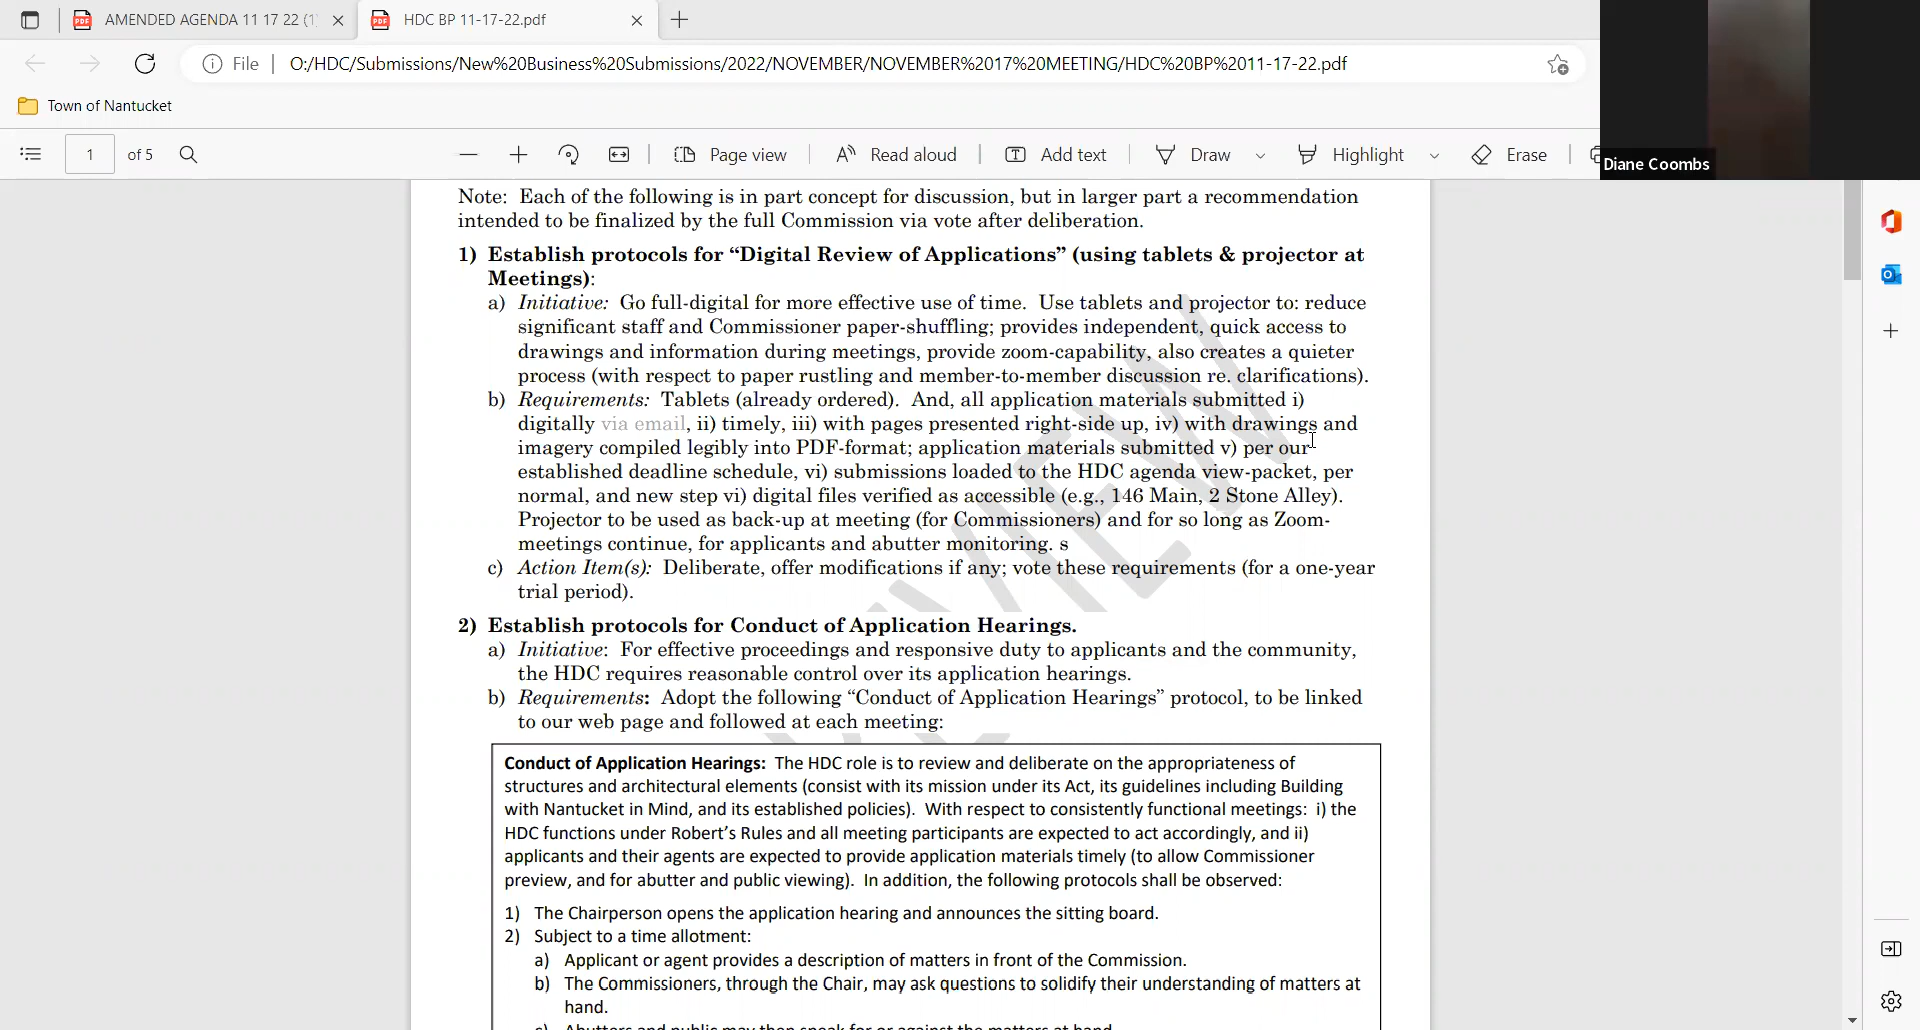 AMENDED AGENDA 11 17 22 (1
HDC BP 11-17-22.pdf
File
O:/HDC/Submissions/New%20Business%20Submissions/2022/NOVEMBER/NOVEMBER%2017%20MEETING/HDC%20BP%2011-17-22.pdf
Town of Nantucket
1 of 5
Page view
Read aloud
Add text
Draw
Highlight
Erase
Diane Coombs
Note: Each of the following is in part concept for discussion, but in larger part a recommendation
intended to be finalized by the full Commission via vote after deliberation.
1) Establish protocols for “Digital Review of Applications” (using tablets & projector at
Meetings):
a) Initiative: Go full-digital for more effective use of time. Use tablets and projector to: reduce
significant staff and Commissioner paper-shuffling; provides independent, quick access to
drawings and information during meetings, provide zoom-capability, also creates a quieter
process (with respect to paper rustling and member-to-member discussion re. clarifications).
b) Requirements: Tablets (already ordered). And, all application materials submitted i)
digitally via email, ii) timely, iii) with pages presented right-side up, iv) with drawings and
imagery compiled legibly into PDF-format; application materials submitted v) per our
established deadline schedule, vi) submissions loaded to the HDC agenda view-packet, per
normal, and new step vi) digital files verified as accessible (e.g., 146 Main, 2 Stone Alley).
Projector to be used as back-up at meeting (for Commissioners) and for so long as Zoom-
meetings continue, for applicants and abutter monitoring. s
c) Action Item(s): Deliberate, offer modifications if any; vote these requirements (for a one-year
trial period).
2) Establish protocols for Conduct of Application Hearings.
a) Initiative: For effective proceedings and responsive duty to applicants and the community,
the HDC requires reasonable control over its application hearings.
b) Requirements: Adopt the following “Conduct of Application Hearings” protocol, to be linked
to our web page and followed at each meeting:
Conduct of Application Hearings: The HDC role is to review and deliberate on the appropriateness of
structures and architectural elements (consist with its mission under its Act, its guidelines including Building
with Nantucket in Mind, and its established policies). With respect to consistently functional meetings: i) the
HDC functions under Robert’s Rules and all meeting participants are expected to act accordingly, and ii)
applicants and their agents are expected to provide application materials timely (to allow Commissioner
preview, and for abutter and public viewing). In addition, the following protocols shall be observed:
1) The Chairperson opens the application hearing and announces the sitting board.
2) Subject to a time allotment:
a) Applicant or agent provides a description of matters in front of the Commission.
b) The Commissioners, through the Chair, may ask questions to solidify their understanding of matters at
hand.
c) Abutters and public may then speak for or against the matters at hand.